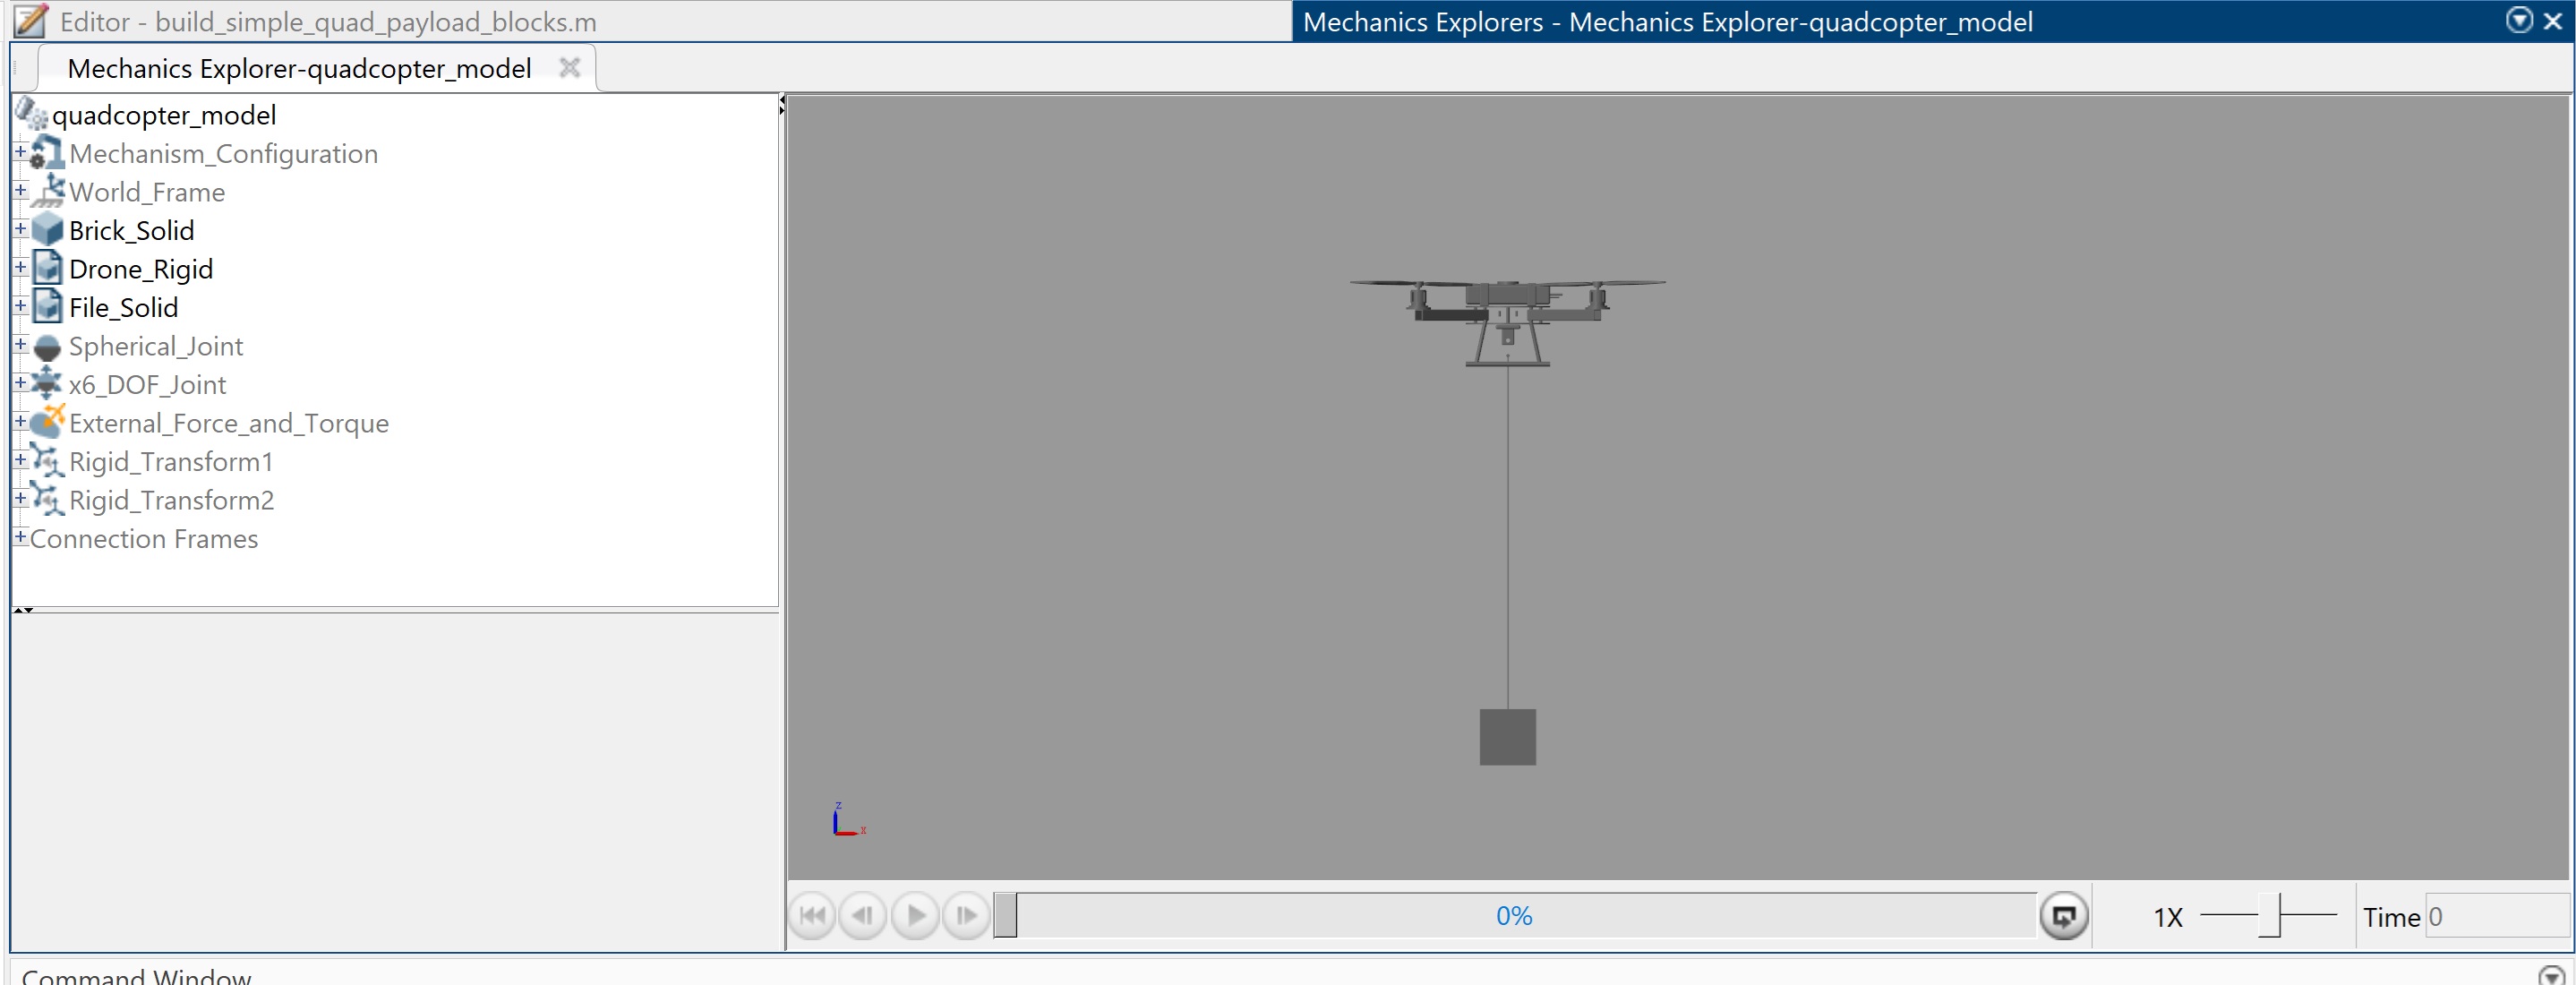 Editor - build_simple_quad_payload_blocks.m
Mechanics Explorers - Mechanics Explorer-quadcopter_model
Mechanics Explorer-quadcopter_model
quadcopter_model
Mechanism_Configuration
World_Frame
Brick_Solid
Drone_Rigid
File_Solid
Spherical_Joint
x6_DOF_Joint
External_Force_and_Torque
Rigid_Transform1
Rigid_Transform2
Connection Frames
z
x
0%
1X
Time 0
Command Window